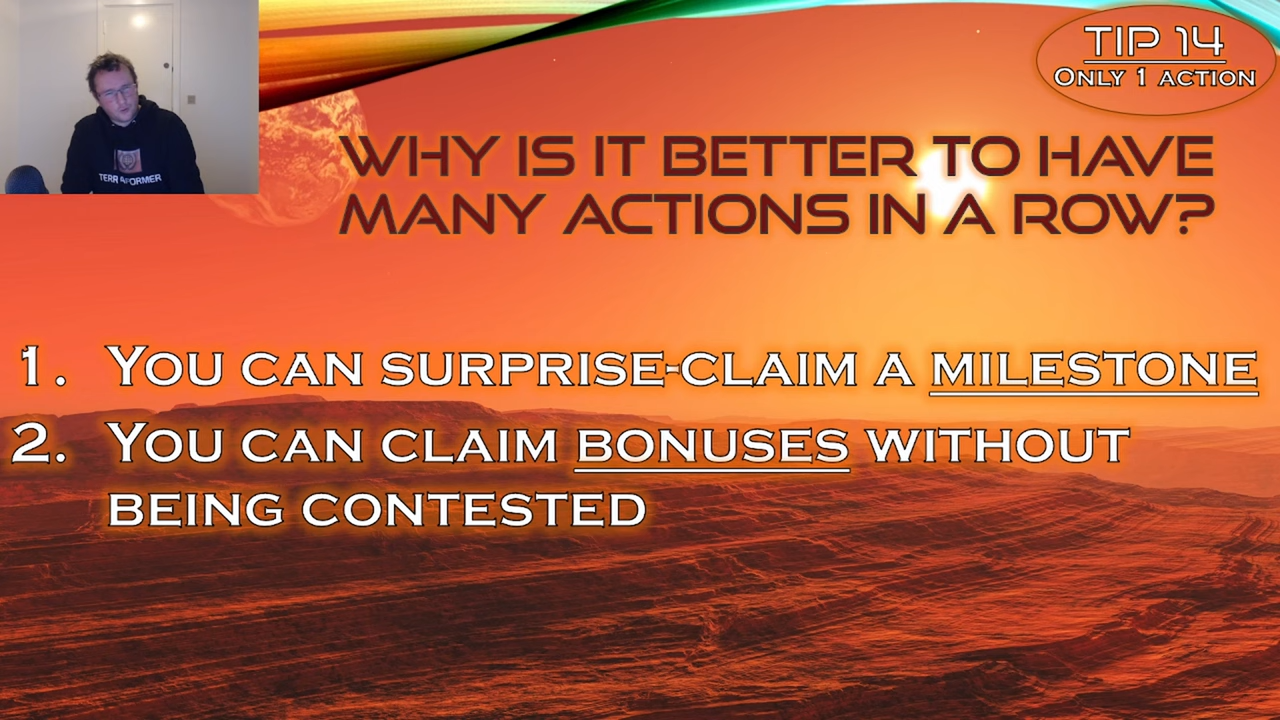 TIP 14
ONLY 1 ACTION
WHY IS IT BETTER TO HAVE
MANY ACTIONS IN A ROW?
1. YOU CAN SURPRISE-CLAIM A MILESTONE
2. YOU CAN CLAIM BONUSES WITHOUT
BEING CONTESTED